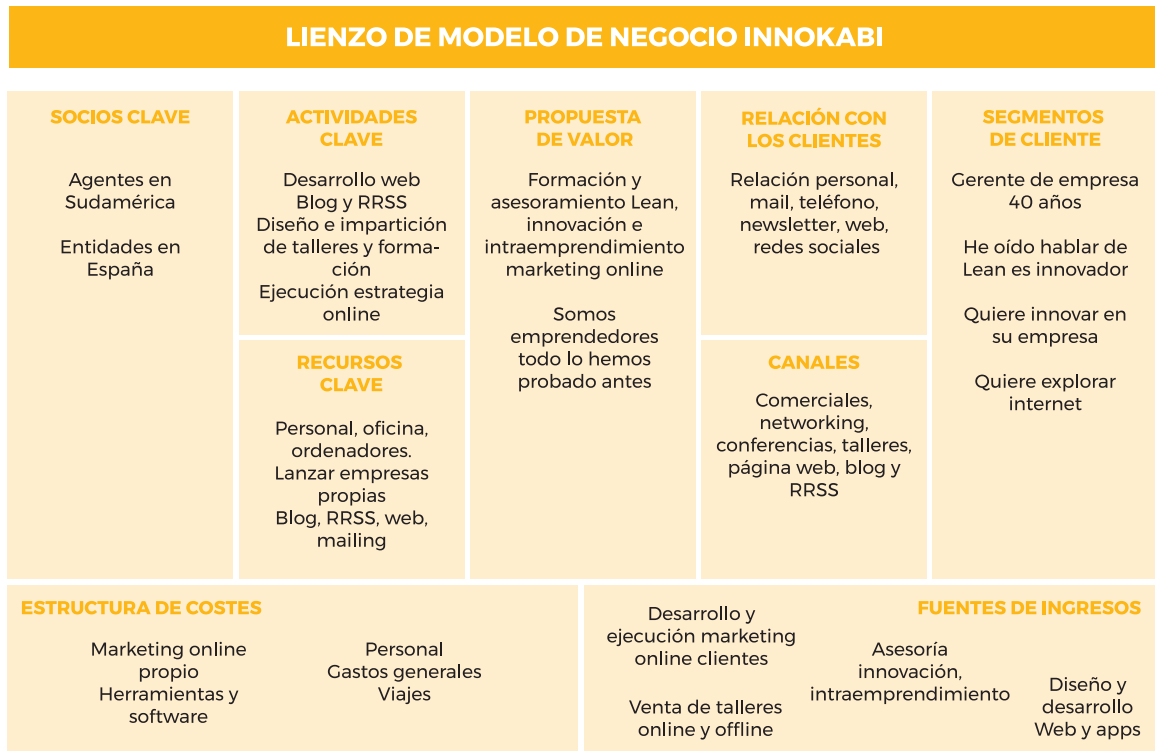 LIENZO DE MODELO DE NEGOCIO INNOKABI
SOCIOS CLAVE
Agentes en
Sudamérica
Entidades en
España
ACTIVIDADES
CLAVE
Desarrollo web
Blog y RRSS
Diseño e impartición
de talleres y forma-
ción
Ejecución estrategia
online
RECURSOS
CLAVE
Personal, oficina,
ordenadores.
Lanzar empresas
propias
Blog, RRSS, web,
mailing
PROPUESTA
DE VALOR
Formación y
asesoramiento Lean,
innovación e
intraemprendimiento
marketing online
Somos
emprendedores
todo lo hemos
probado antes
RELACIÓN CON
LOS CLIENTES
Relación personal,
mail, teléfono,
newsletter, web,
redes sociales
CANALES
Comerciales,
networking,
conferencias, talleres,
página web, blog y
RRSS
SEGMENTOS
DE CLIENTE
Gerente de empresa
40 años
He oído hablar de
Lean es innovador
Quiere innovar en
su empresa
Quiere explorar
internet
ESTRUCTURA DE COSTES
Marketing online
propio
Herramientas y
software
Personal
Gastos generales
Viajes
FUENTES DE INGRESOS
Desarrollo y
ejecución marketing
online clientes
Venta de talleres
online y offline
Asesoría
innovación,
intraemprendimiento
Diseño y
desarrollo
Web y apps